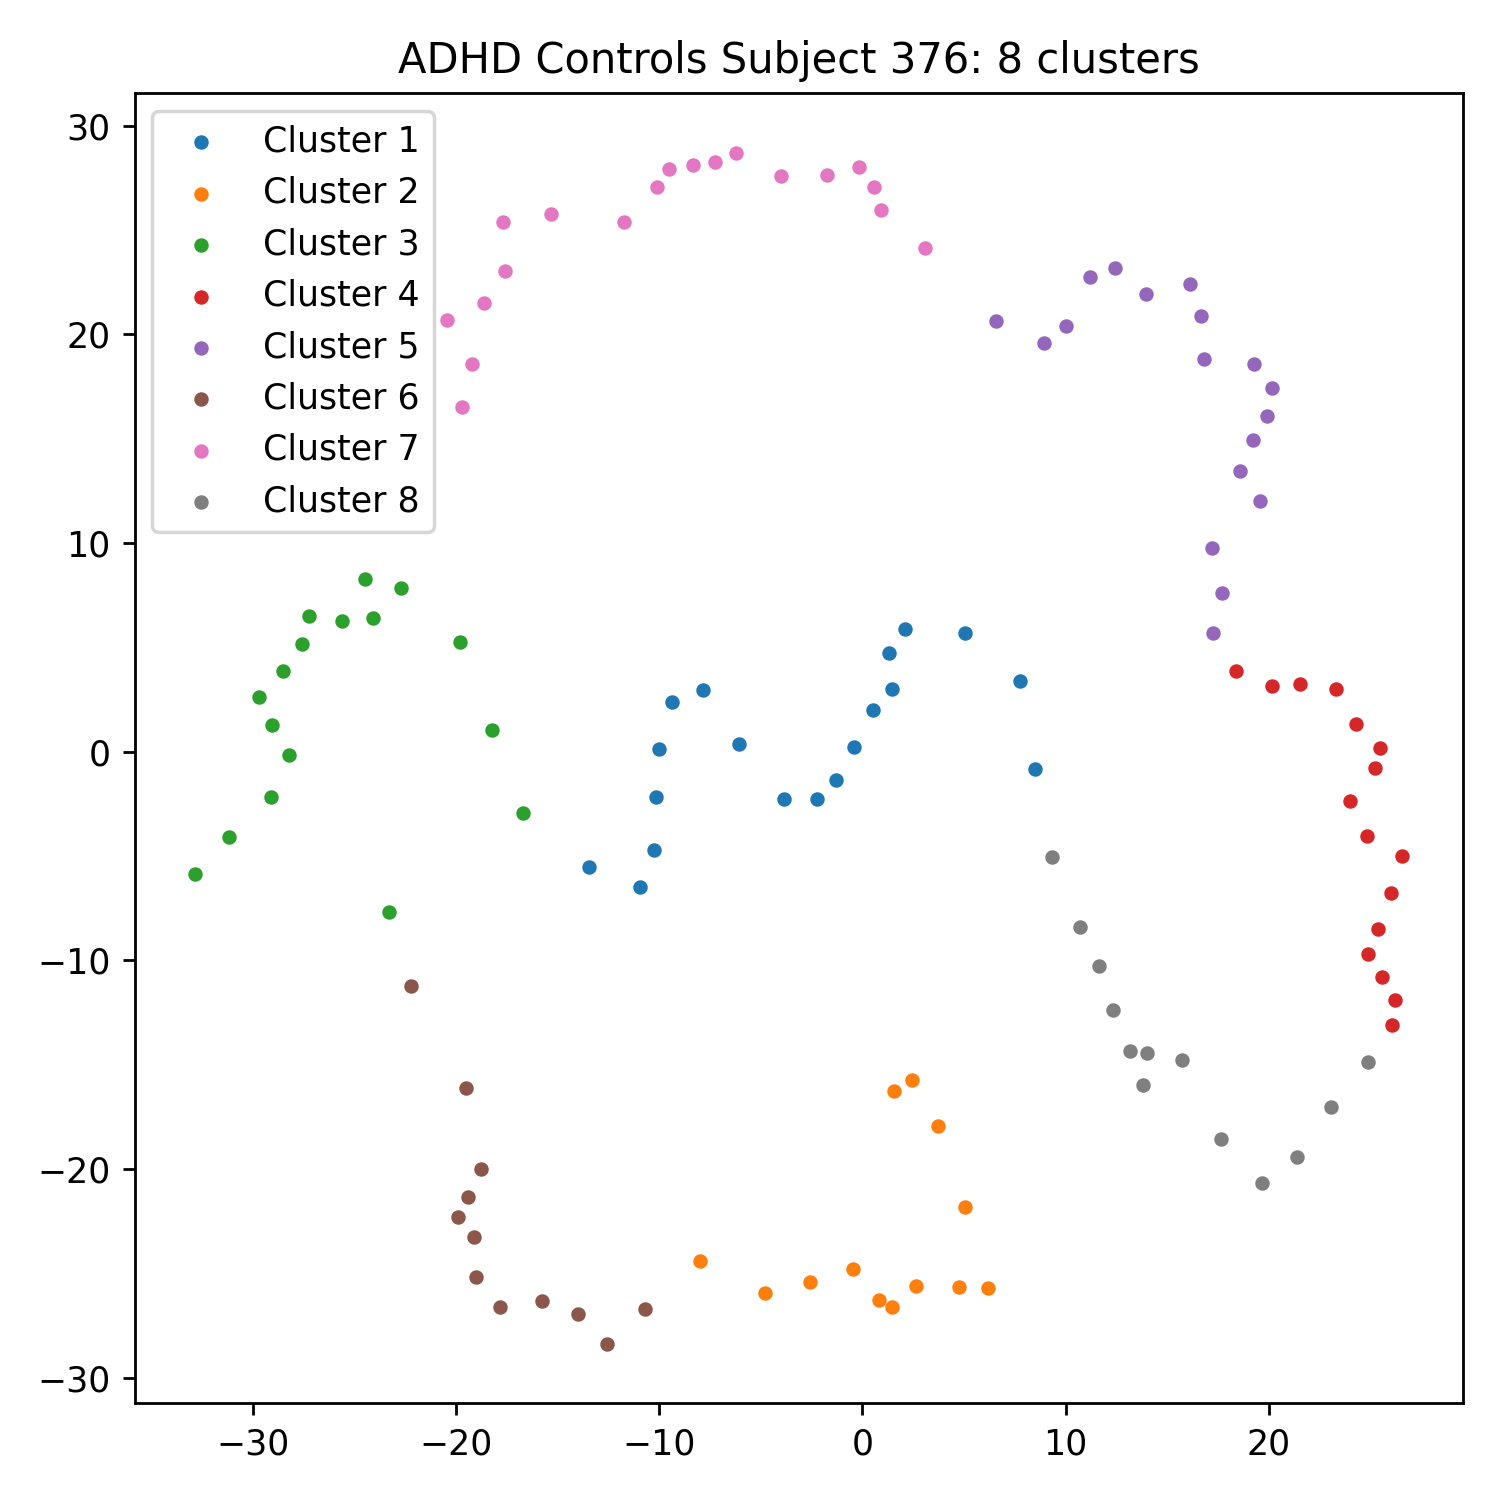 ADHD Controls Subject 376: 8 clusters
Cluster 1
Cluster 2
Cluster 3
Cluster 4
Cluster 5
Cluster 6
Cluster 7
Cluster 8
30
20
10
0
−10
−20
−30
−30 −20 −10 0 10 20